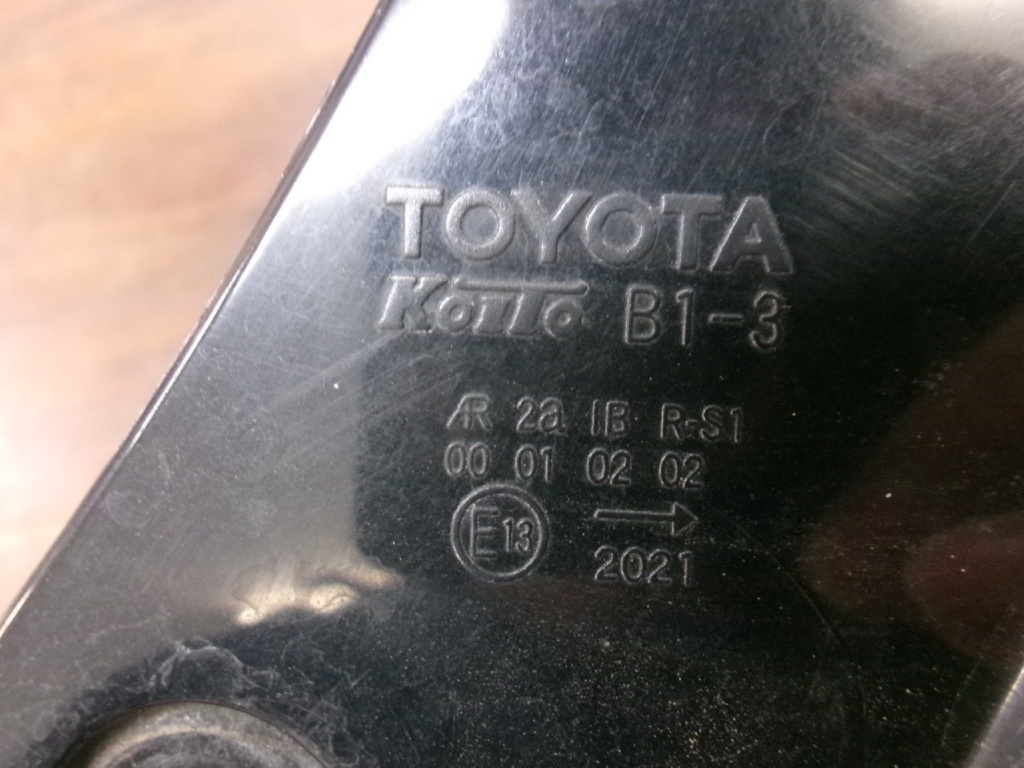 TOYOTA
KOITO B1-3
AR 2a IB R-S1
00 01 02 02
E13 →
2021